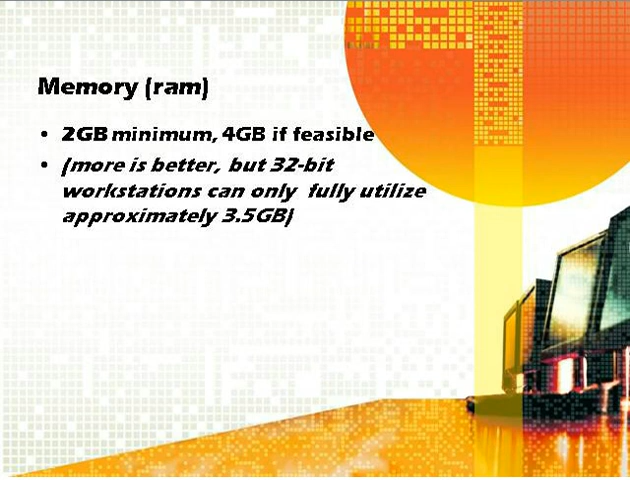 Memory (ram)
• 2GB minimum, 4GB if feasible
• (more is better, but 32-bit
workstations can only fully utilize
approximately 3.5GB)